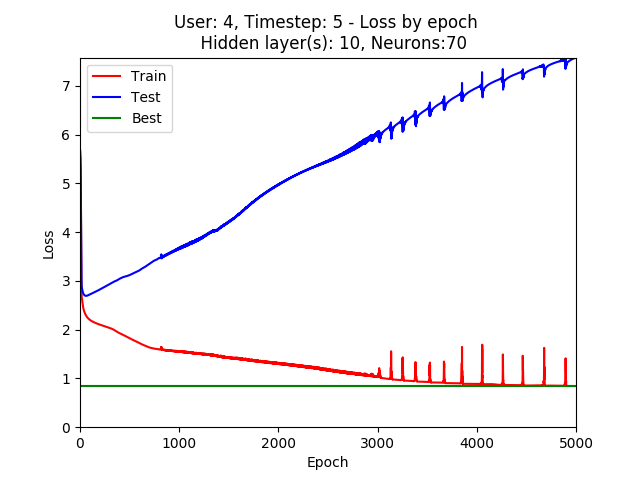 User: 4, Timestep: 5 - Loss by epoch
Hidden layer(s): 10, Neurons:70
Train
Test
Best
7
6
5
4
3
2
1
0
Loss
0 1000 2000 3000 4000 5000
Epoch